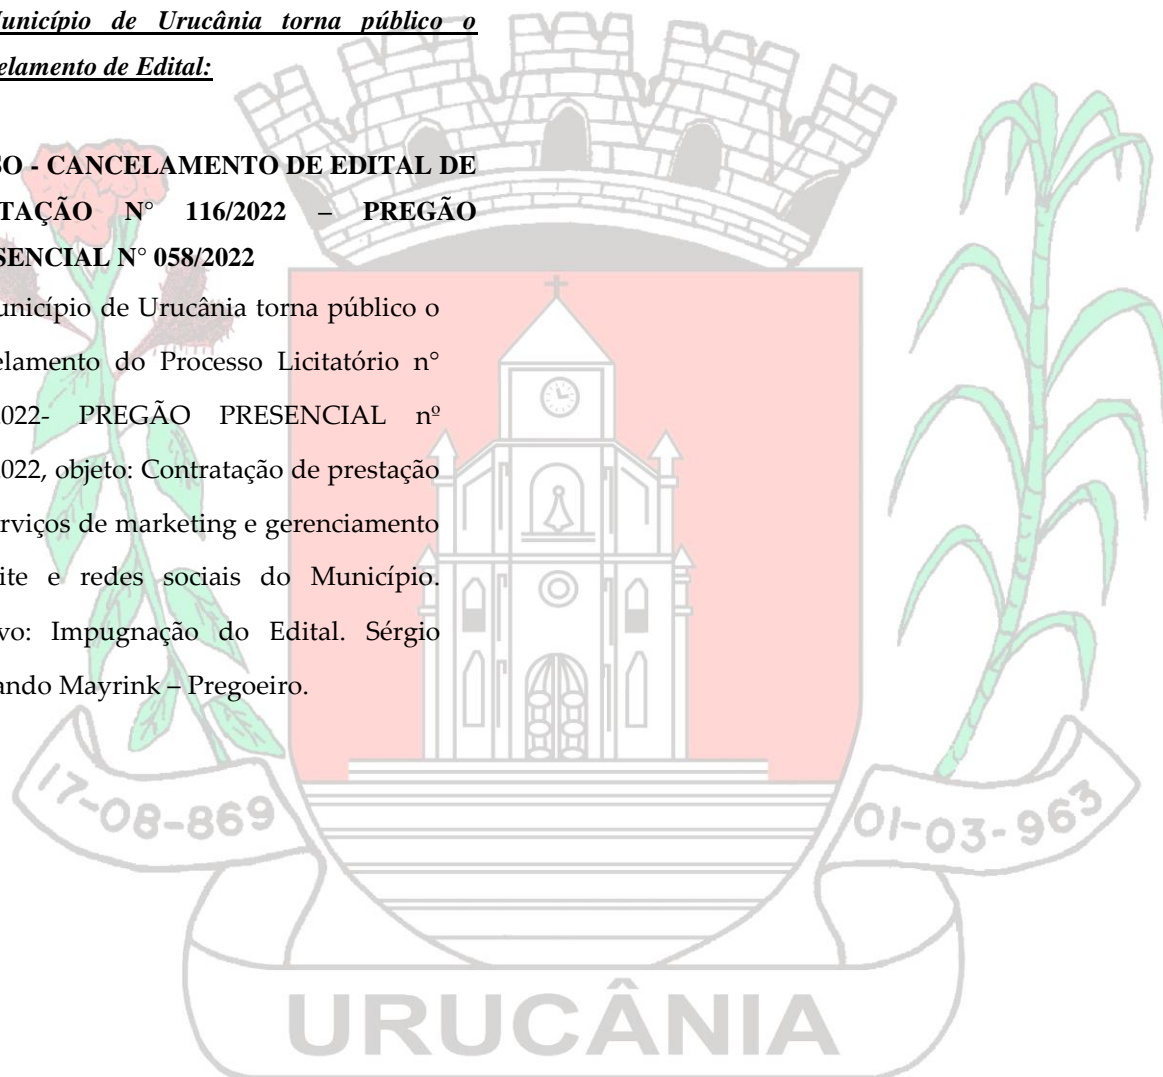 Município de Urucânia torna público o
elamento de Edital:
SO - CANCELAMENTO DE EDITAL DE
TAÇÃO N° 116/2022 – PREGÃO
SENCIAL N° 058/2022
unicípio de Urucânia torna público o
elamento do Processo Licitatório n°
022- PREGÃO PRESENCIAL nº
022, objeto: Contratação de prestação
rviços de marketing e gerenciamento
ite e redes sociais do Município.
vo: Impugnação do Edital. Sérgio
ando Mayrink – Pregoeiro.
17-08-869
01-03-963
URUCÂNIA